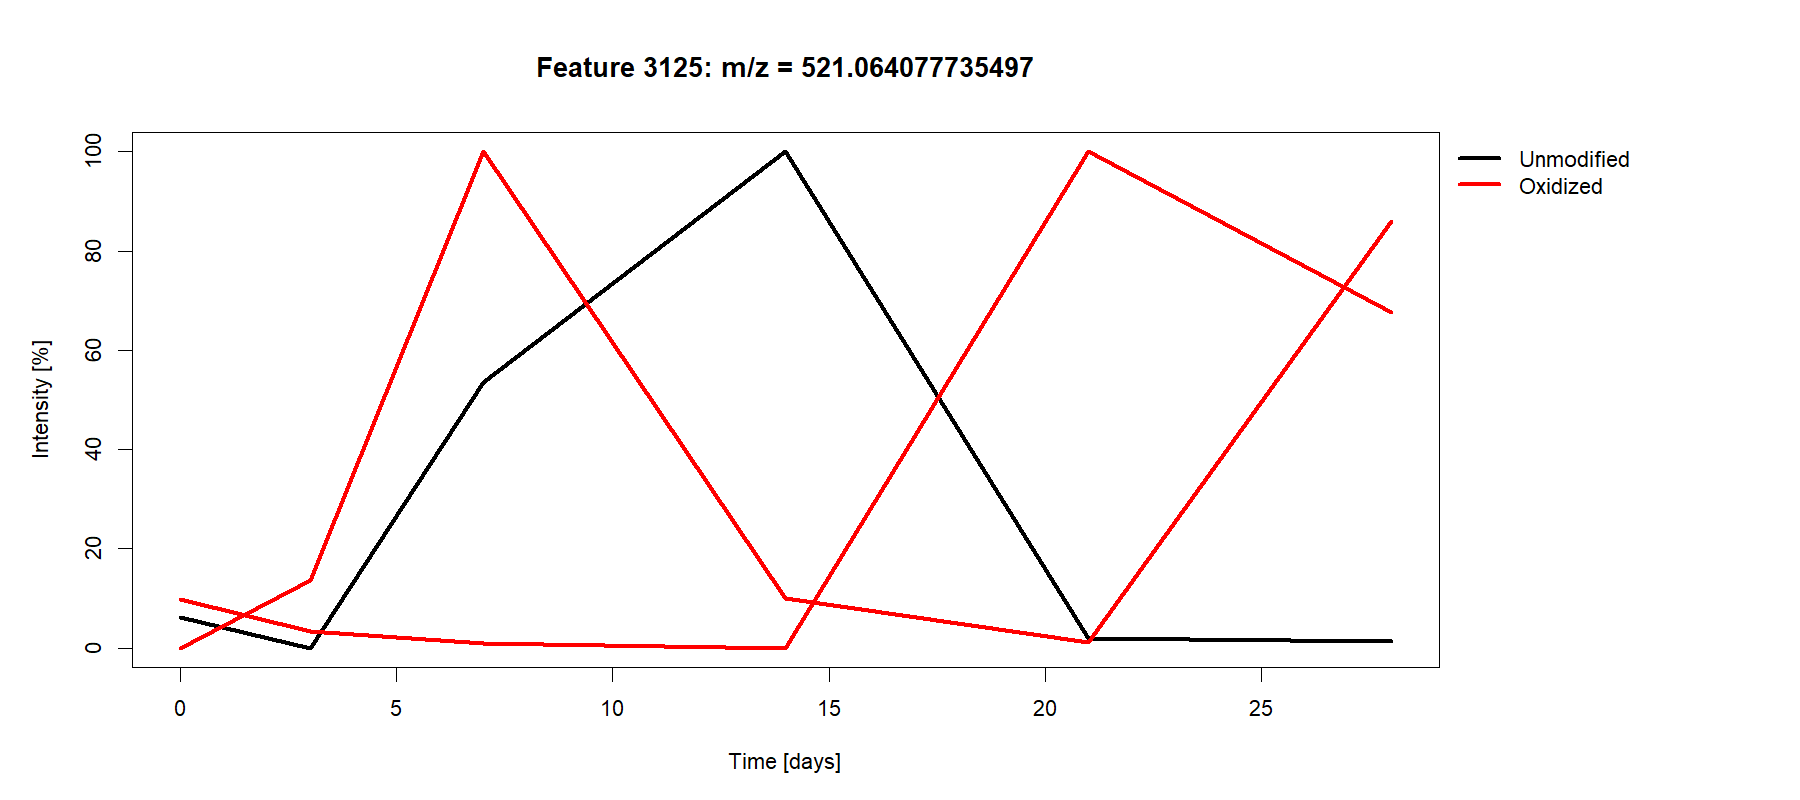 Feature 3125: m/z = 521.064077735497
Unmodified
Oxidized
Intensity [%]
100
80
60
40
20
0
0 5 10 15 20 25
Time [days]